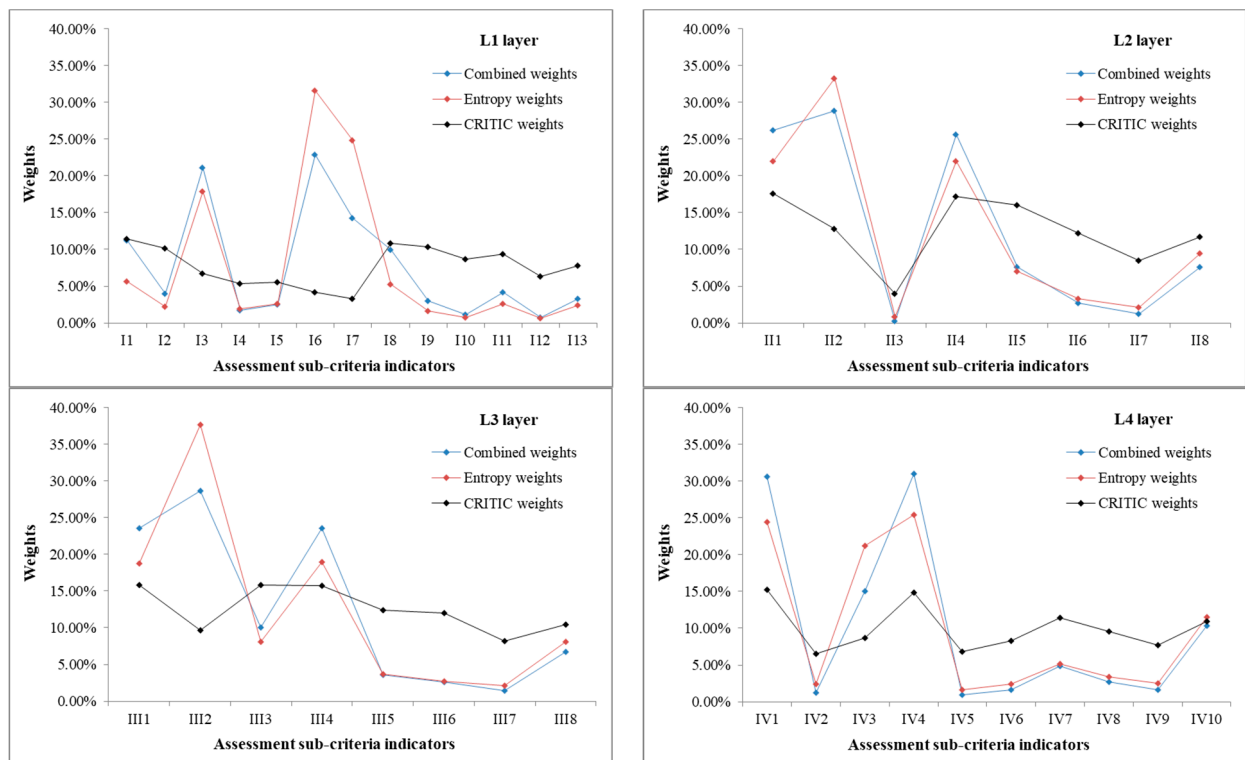 L1 layer
40.00%
35.00%
30.00%
25.00%
20.00%
15.00%
10.00%
5.00%
0.00%
Weights
Combined weights
Entropy weights
CRITIC weights
I1 I2 I3 I4 I5 I6 I7 I8 I9 I10 I11 I12 I13
Assessment sub-criteria indicators
L2 layer
40.00%
35.00%
30.00%
25.00%
20.00%
15.00%
10.00%
5.00%
0.00%
Weights
Combined weights
Entropy weights
CRITIC weights
II1 II2 II3 II4 II5 II6 II7 II8
Assessment sub-criteria indicators
L3 layer
40.00%
35.00%
30.00%
25.00%
20.00%
15.00%
10.00%
5.00%
0.00%
Weights
Combined weights
Entropy weights
CRITIC weights
III1 III2 III3 III4 III5 III6 III7 III8
Assessment sub-criteria indicators
L4 layer
40.00%
35.00%
30.00%
25.00%
20.00%
15.00%
10.00%
5.00%
0.00%
Weights
Combined weights
Entropy weights
CRITIC weights
IV1 IV2 IV3 IV4 IV5 IV6 IV7 IV8 IV9 IV10
Assessment sub-criteria indicators